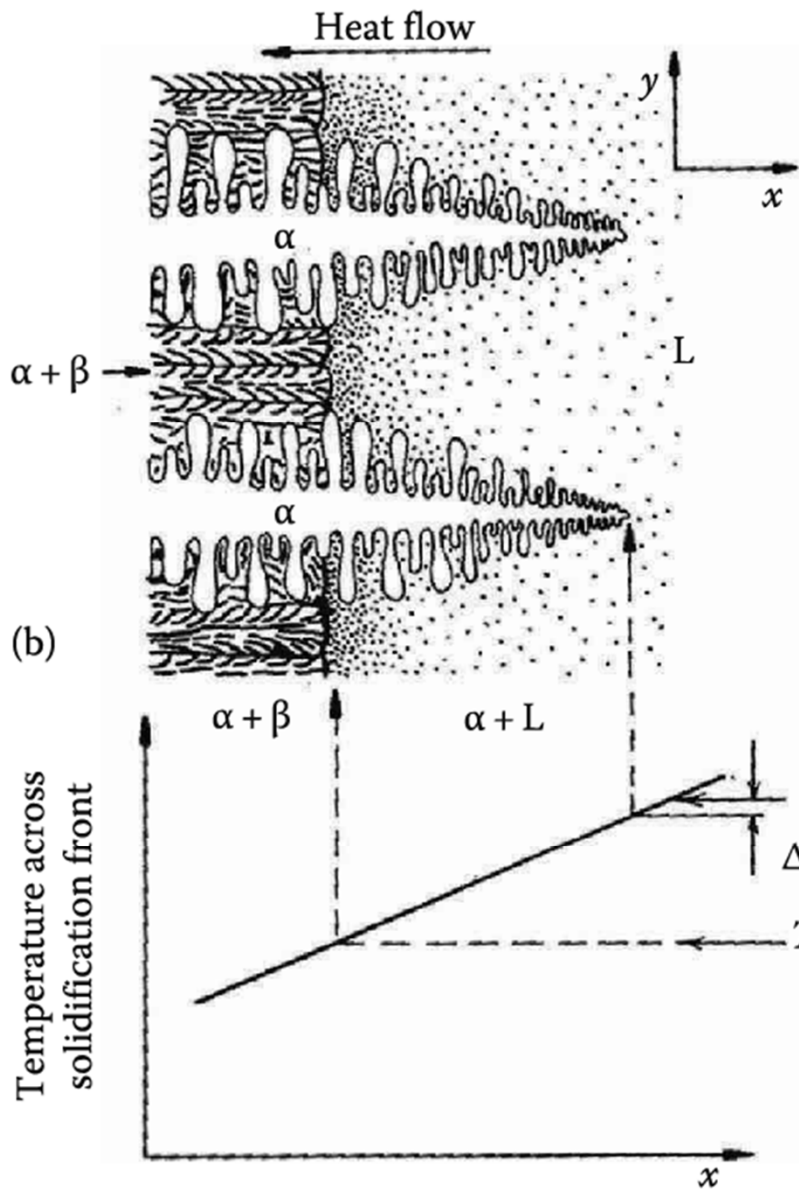 Heat flow
y
x
α
α + β
L
α
(b)
α + β
α + L
Temperature across
solidification front
Δ
x